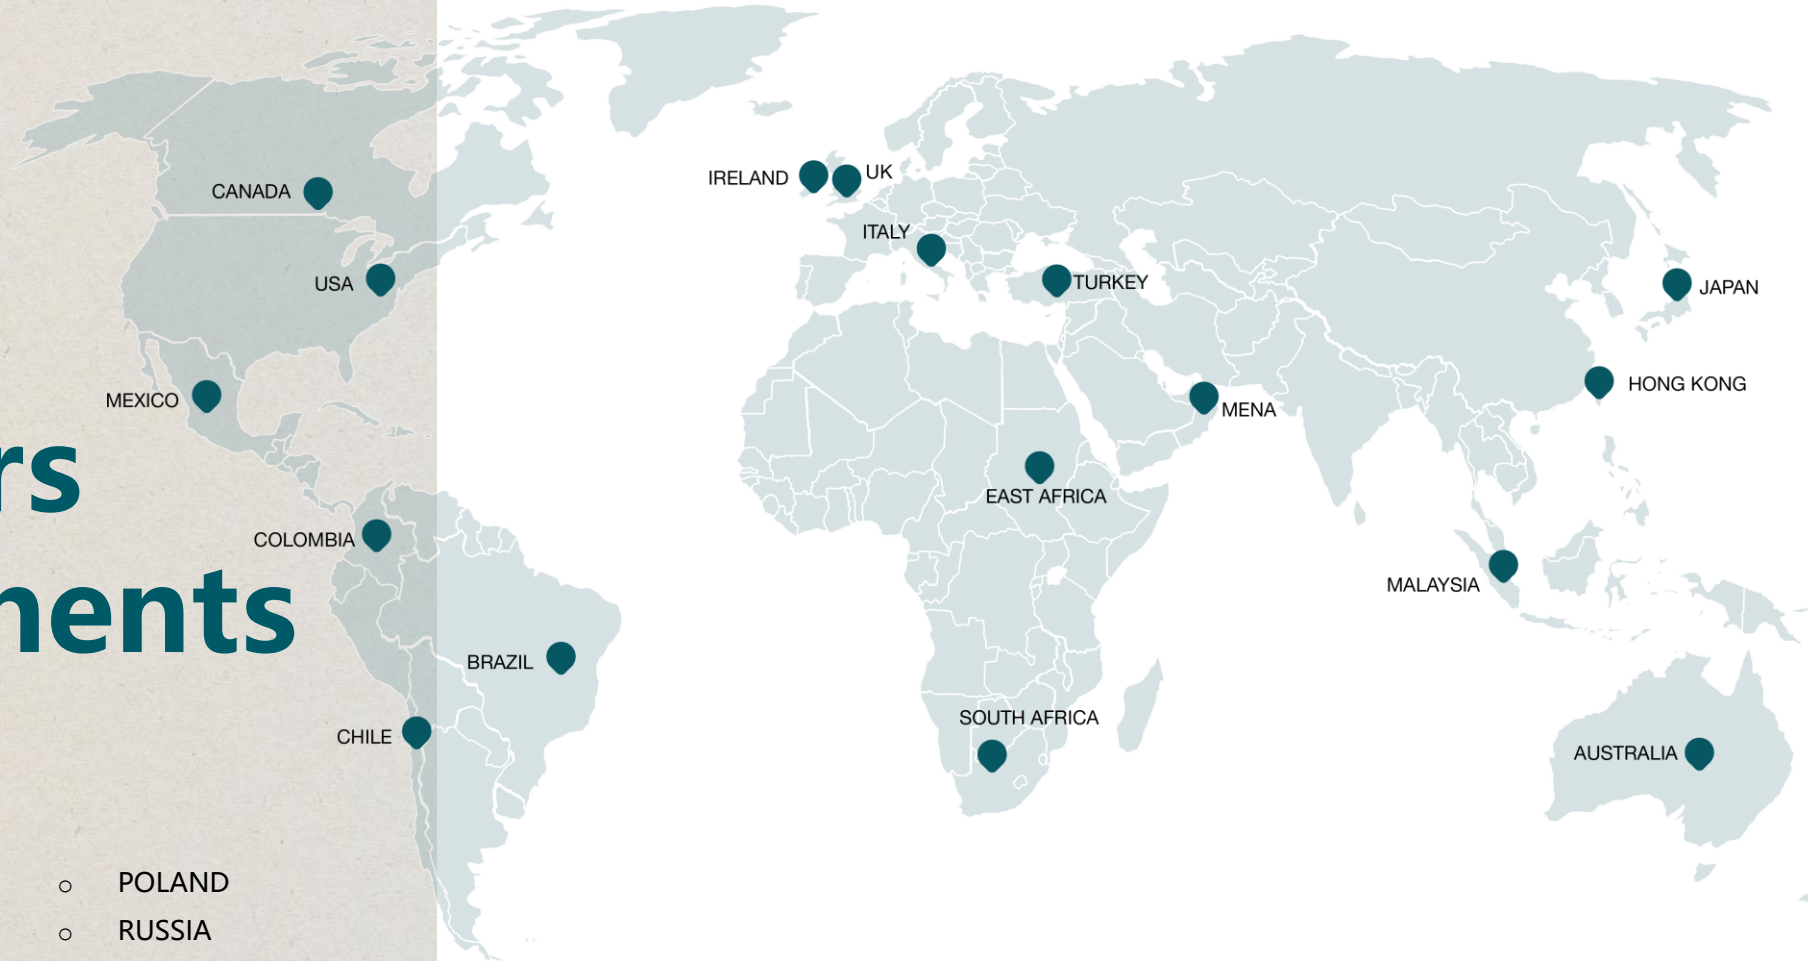 CANADA
IRELAND
UK
ITALY
USA
TURKEY
JAPAN
MEXICO
MENA
HONG KONG
rs
EAST AFRICA
COLOMBIA
MALAYSIA
nents
BRAZIL
SOUTH AFRICA
CHILE
AUSTRALIA
o POLAND
o RUSSIA